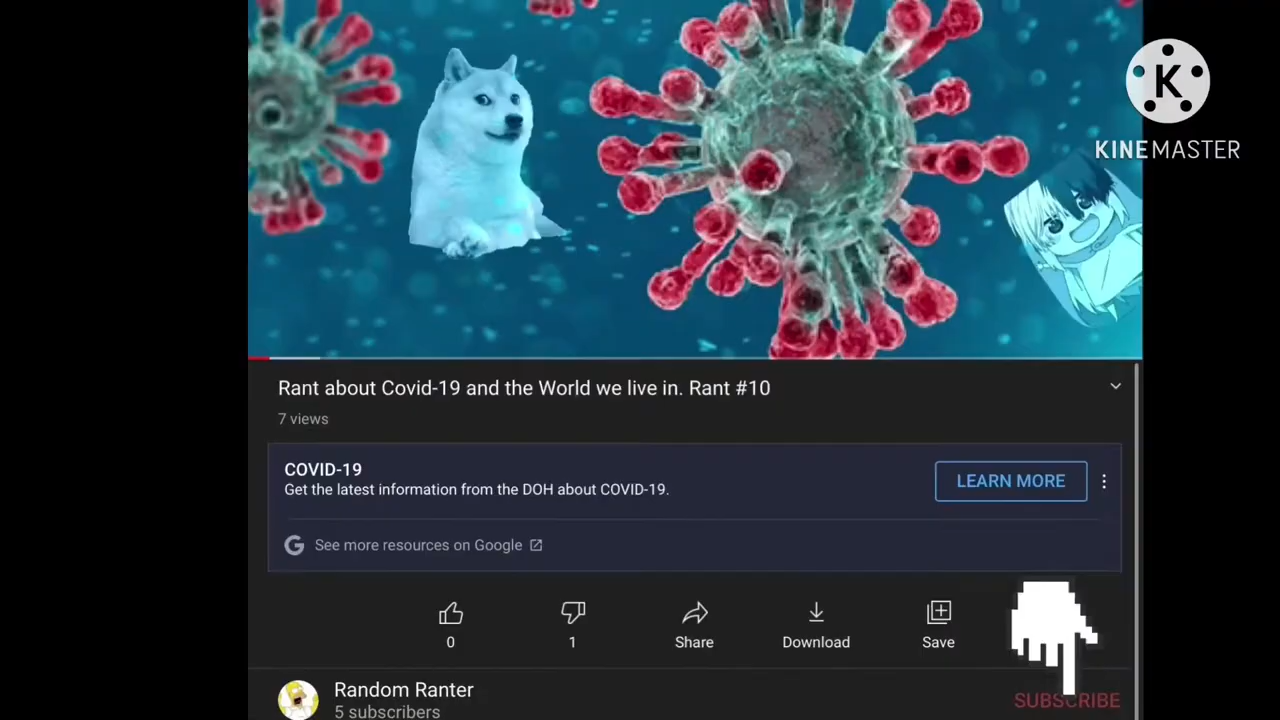 K
KINEMASTER
Rant about Covid-19 and the World we live in. Rant #10
7 views
COVID-19
Get the latest information from the DOH about COVID-19.
LEARN MORE
G See more resources on Google
0
1
Share
Download
Save
Random Ranter
5 subscribers
SUBSCRIBE